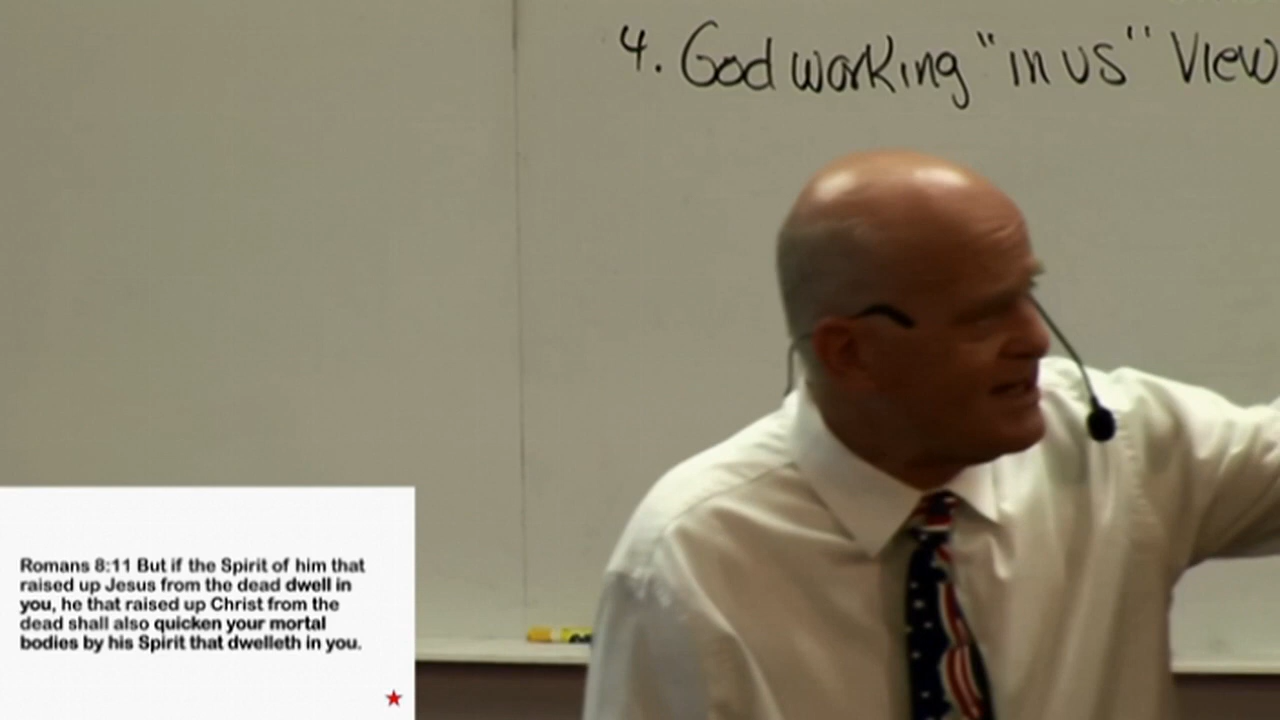 4. God working "in us" View
Romans 8:11 But if the Spirit of him that
raised up Jesus from the dead dwell in
you, he that raised up Christ from the
dead shall also quicken your mortal
bodies by his Spirit that dwelleth in you.